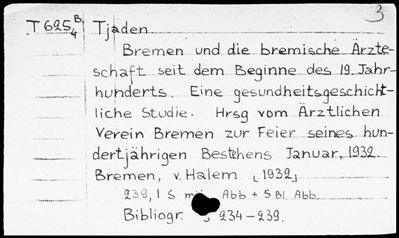 3
T 625 B/4 Tjaden
Bremen und die bremische Ärzte-
schaft seit dem Beginne des 19. Jahr-
hunderts. Eine gesundheitsgeschicht-
liche Studie. Hrsg vom Ärztlichen
Verein Bremen zur Feier seines hun-
dertjährigen Bestehens Januar, 1932.
Bremen, v. Halem [1932]
239, 1 S Abb + 5 Bl. Abb.
Bibliogr. S 234-239.